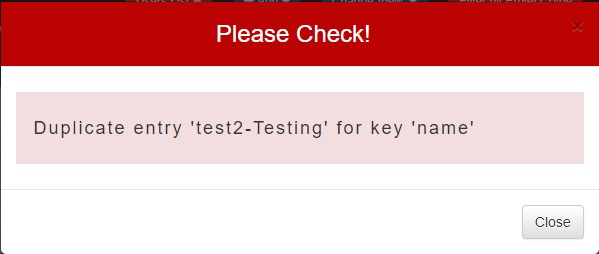 Please Check!
×
Duplicate entry 'test2-Testing' for key 'name'
Close